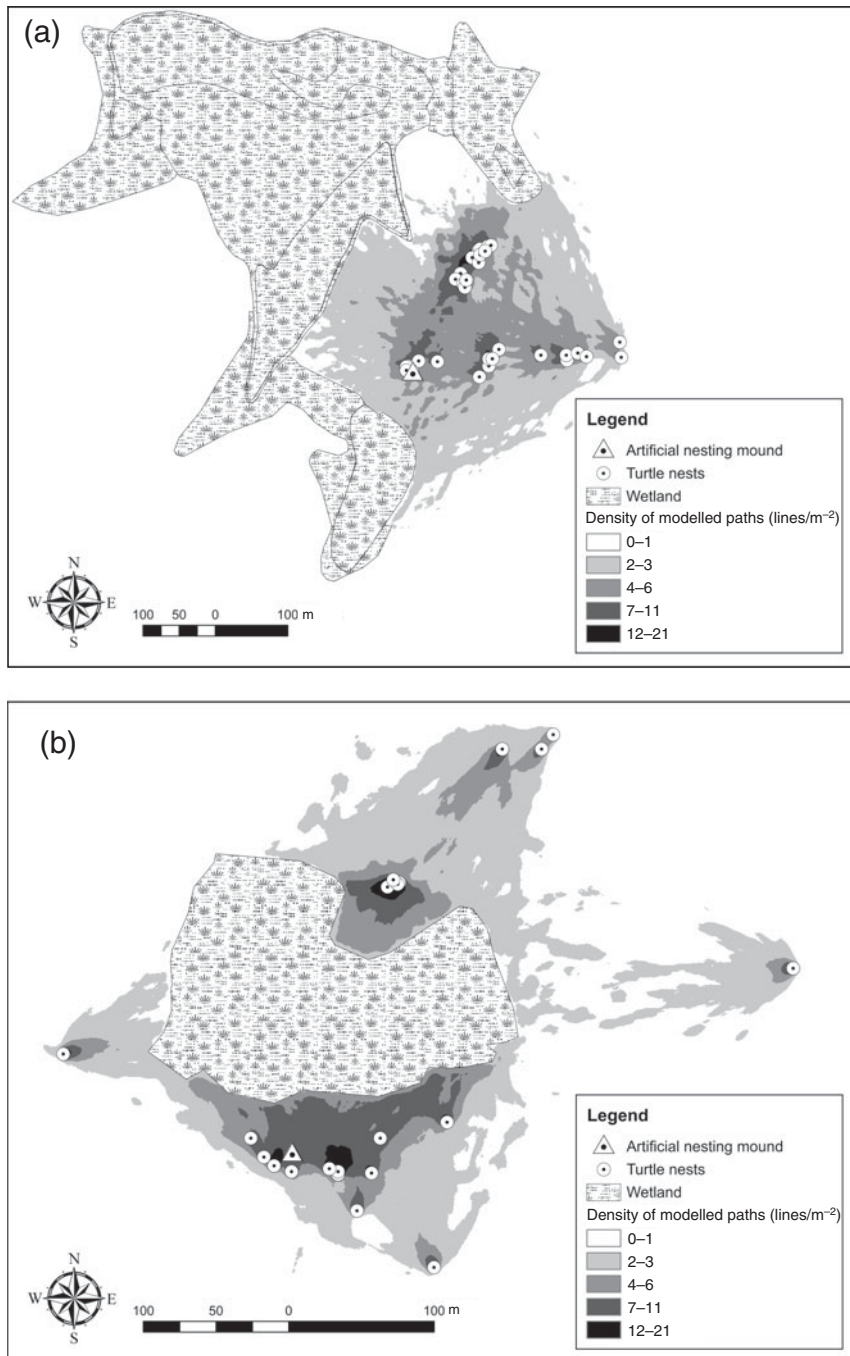 (a)
Legend
Artificial nesting mound
Turtle nests
Wetland
Density of modelled paths (lines/m⁻²)
0–1
2–3
4–6
7–11
12–21
N
W E
S
100 50 0 100 m
(b)
Legend
Artificial nesting mound
Turtle nests
Wetland
Density of modelled paths (lines/m⁻²)
0–1
2–3
4–6
7–11
12–21
N
W E
S
100 50 0 100 m